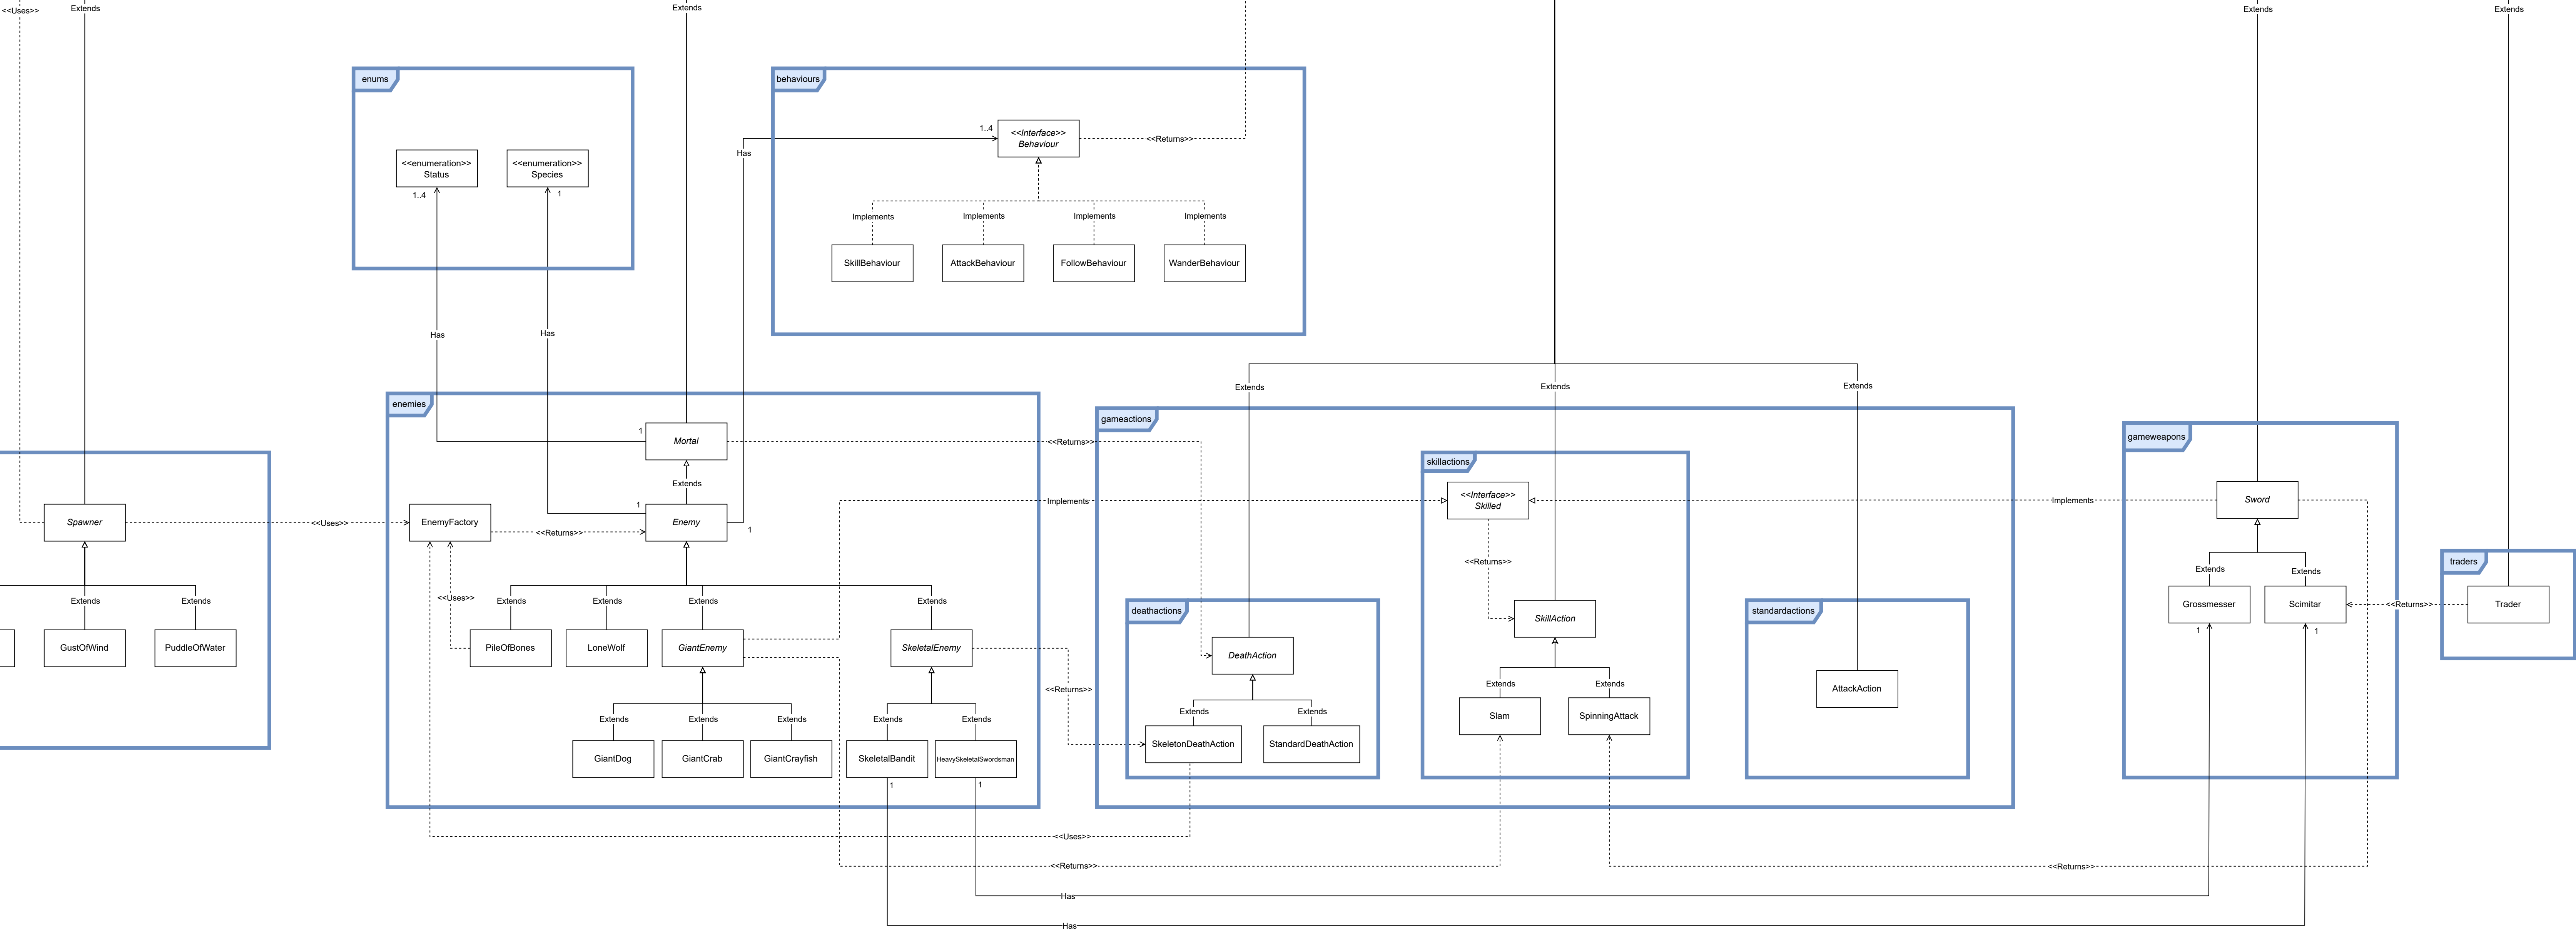 <<Uses>>
Extends
Extends
Extends
Extends
enums
behaviours
<<enumeration>>
Status
1..4
<<enumeration>>
Species
1
1..4
<<Interface>>
Behaviour
<<Returns>>
Has
Implements
Implements
Implements
Implements
SkillBehaviour
AttackBehaviour
FollowBehaviour
WanderBehaviour
Has
Has
Extends
Extends
Extends
enemies
gameactions
gameweapons
1
Mortal
<<Returns>>
skillactions
Extends
<<Interface>>
Skilled
Implements
Implements
Sword
1
Spawner
<<Uses>>
EnemyFactory
<<Returns>>
Enemy
1
<<Returns>>
traders
Extends
Extends
<<Uses>>
Extends
Extends
Extends
Extends
Extends
Extends
GustOfWind
PuddleOfWater
PileOfBones
LoneWolf
GiantEnemy
SkeletalEnemy
deathactions
DeathAction
SkillAction
standardactions
Grossmesser
Scimitar
<<Returns>>
Trader
1
1
<<Returns>>
Extends
Extends
AttackAction
Extends
Extends
Extends
Extends
Extends
Extends
Extends
Slam
SpinningAttack
GiantDog
GiantCrab
GiantCrayfish
SkeletalBandit
HeavySkeletalSwordsman
SkeletonDeathAction
StandardDeathAction
1
1
<<Uses>>
<<Returns>>
<<Returns>>
Has
Has